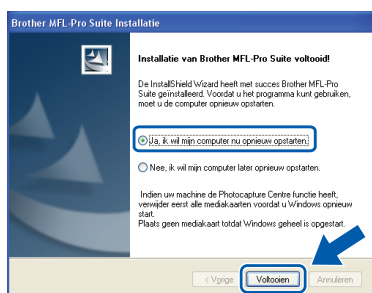 Brother MFL-Pro Suite Installatie
Installatie van Brother MFL-Pro Suite voltooid!
De InstallShield Wizard heeft met succes Brother MFL-Pro
Suite geïnstalleerd. Voordat u het programma kunt gebruiken,
moet u de computer opnieuw opstarten.
Ja, ik wil mijn computer nu opnieuw opstarten.
Nee, ik wil mijn computer later opnieuw opstarten.
Indien uw machine de Photocapture Centre functie heeft,
verwijder eerst alle mediakaarten voordat u Windows opnieuw
start.
Plaats geen mediakaart totdat Windows geheel is opgestart.
< Vorige Voltooien Annuleren